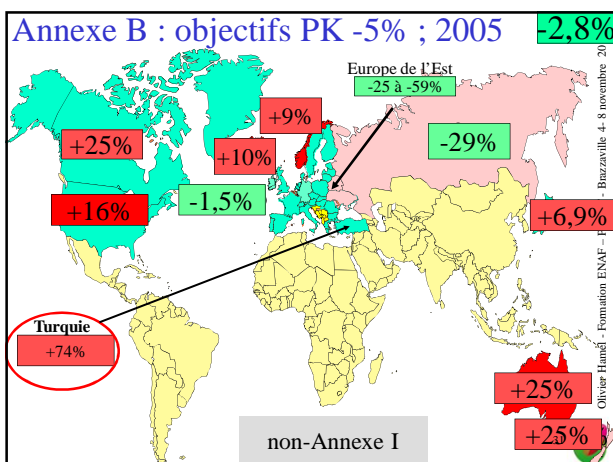 Annexe B : objectifs PK -5% ; 2005
-2,8%
Europe de l’Est
-25 à -59%
+9%
+25%
+10%
-29%
+16%
-1,5%
+6,9%
Turquie
+74%
+25%
+25%
non-Annexe I
Olivier Hamel - Formation ENAF – - Brazzaville 4- 8 novembre